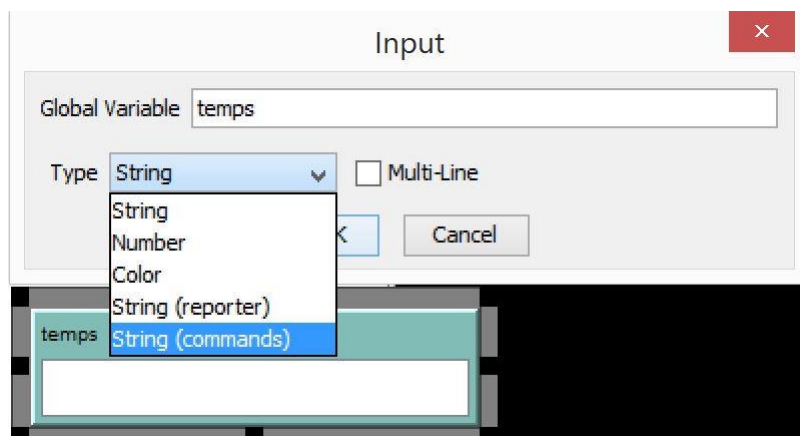 Input
Global Variable temps
Type String Multi-Line
String
Number
Color
String (reporter)
String (commands)
K Cancel
temps